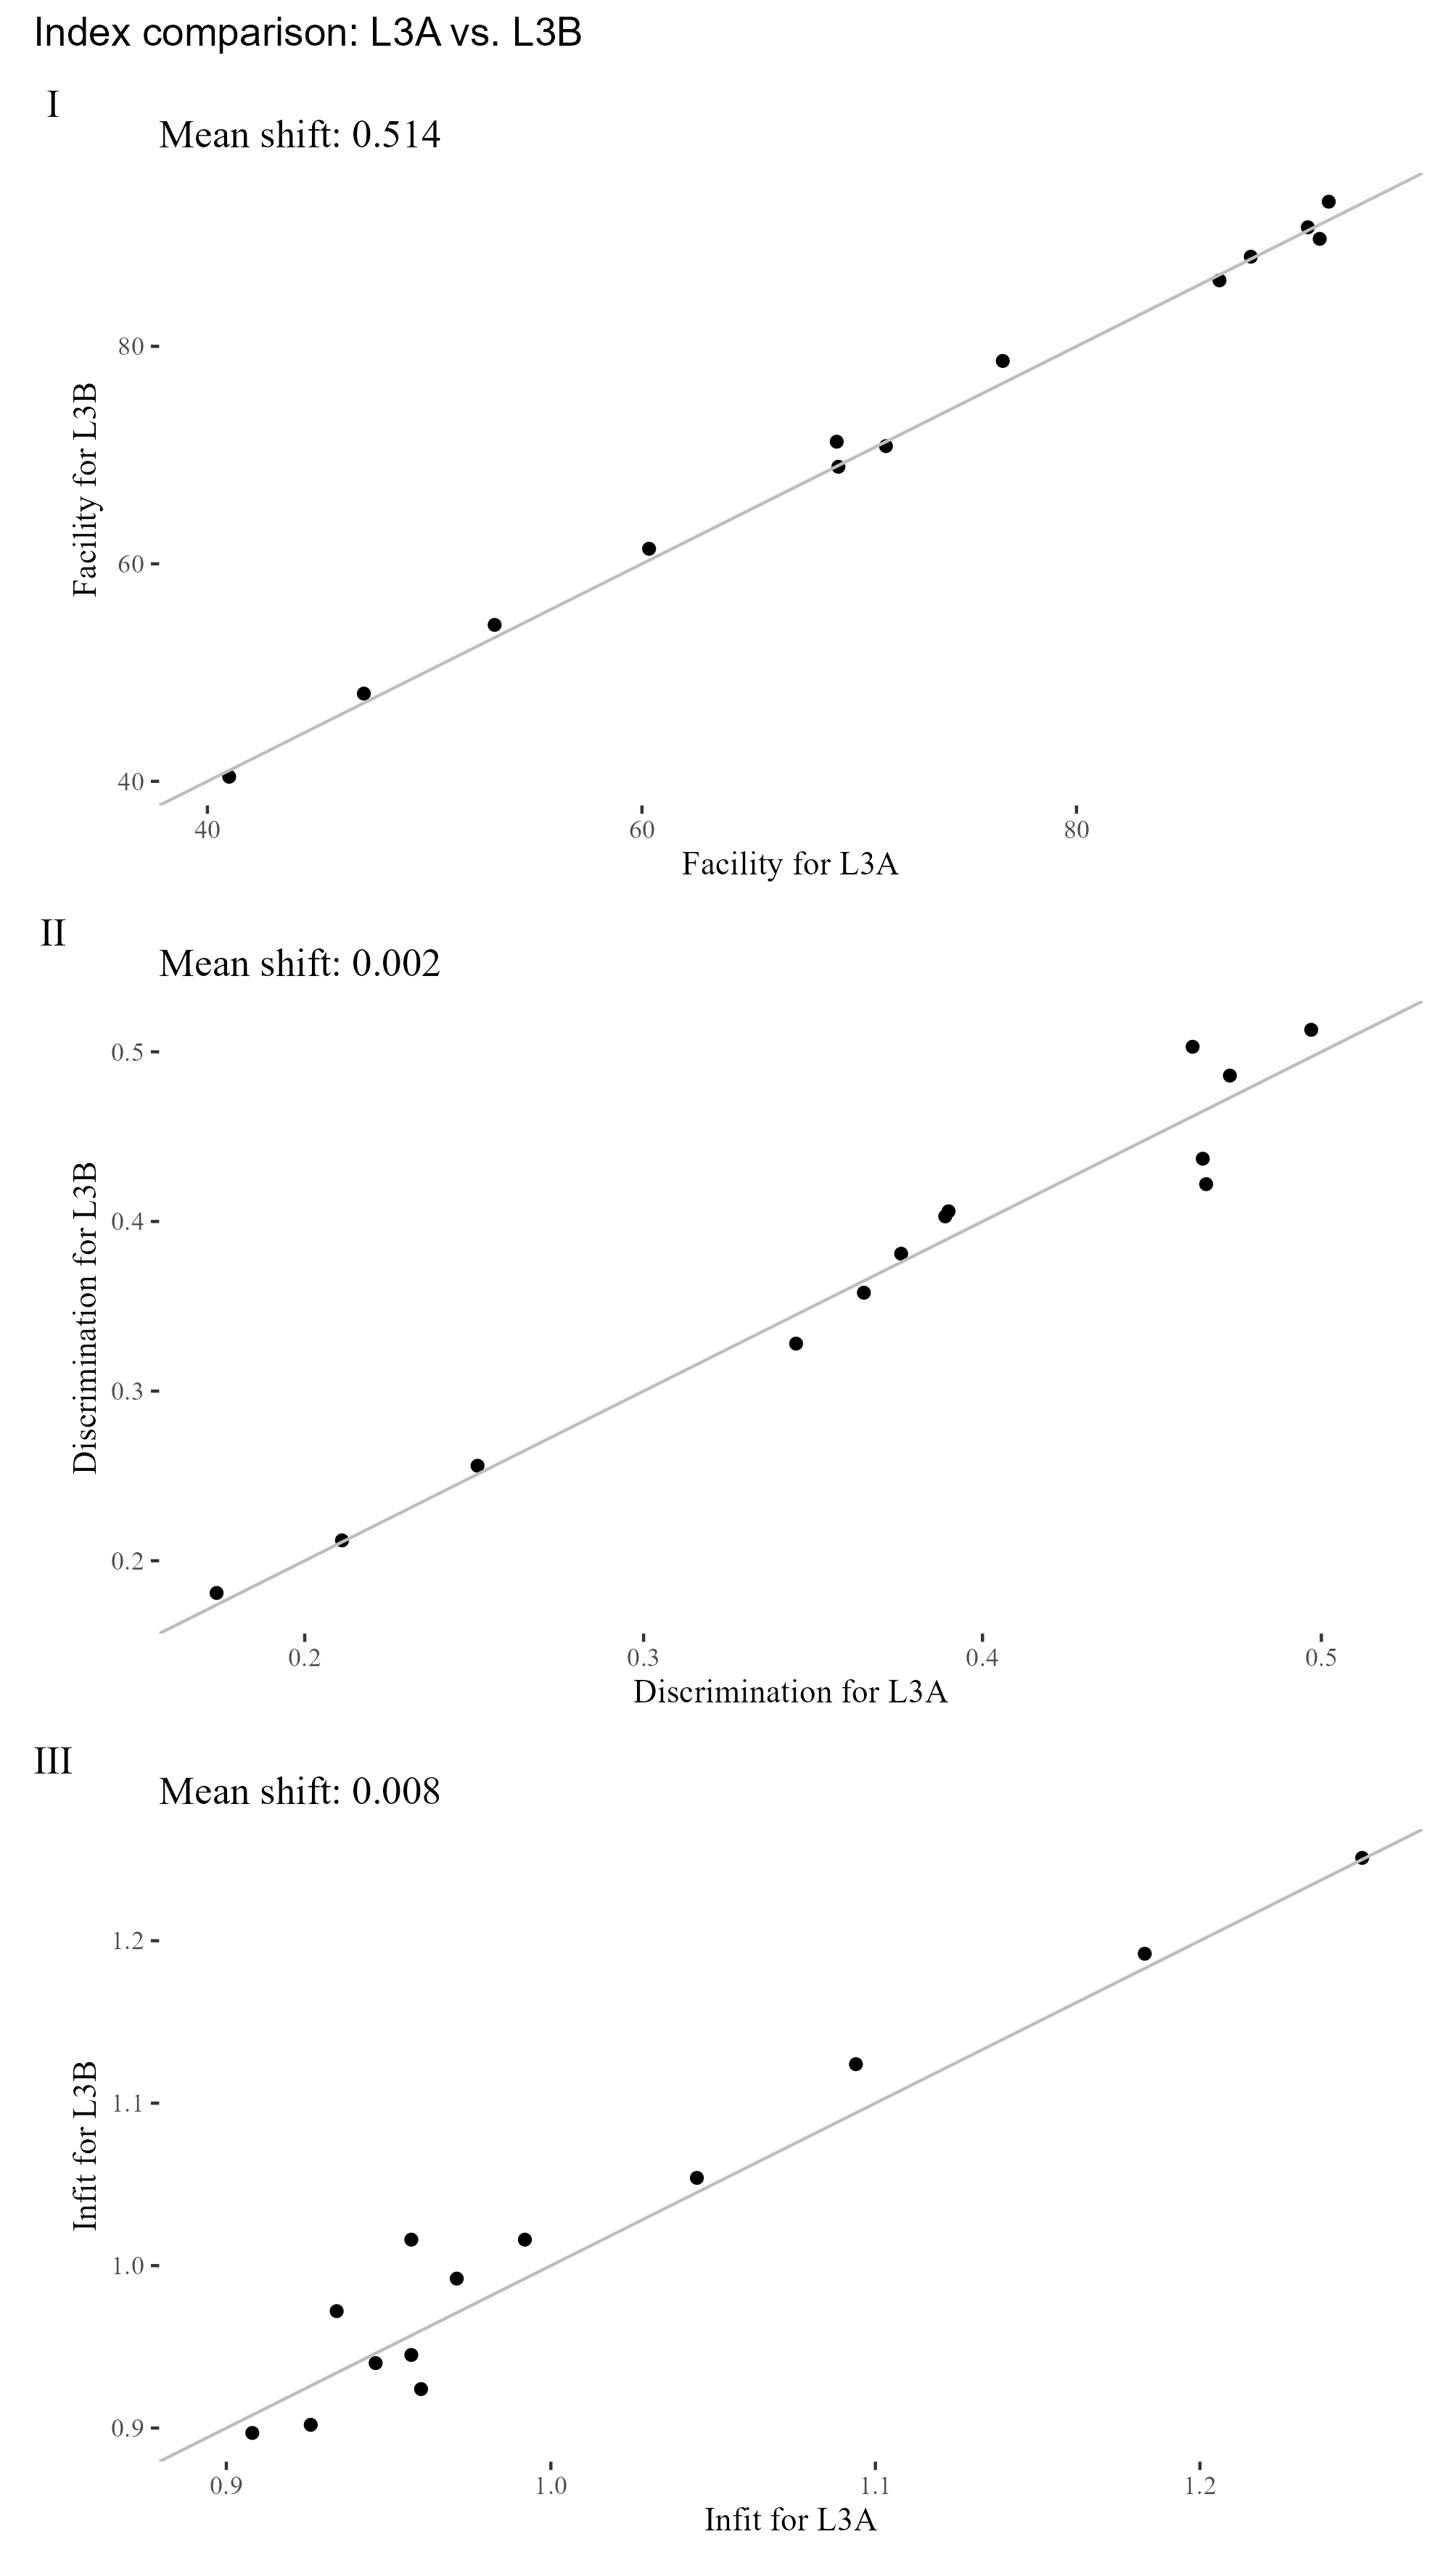 Index comparison: L3A vs. L3B
I
Mean shift: 0.514
Facility for L3B
80
60
40
40 60 80
Facility for L3A
II
Mean shift: 0.002
Discrimination for L3B
0.5
0.4
0.3
0.2
0.2 0.3 0.4 0.5
Discrimination for L3A
III
Mean shift: 0.008
Infit for L3B
1.2
1.1
1.0
0.9
0.9 1.0 1.1 1.2
Infit for L3A